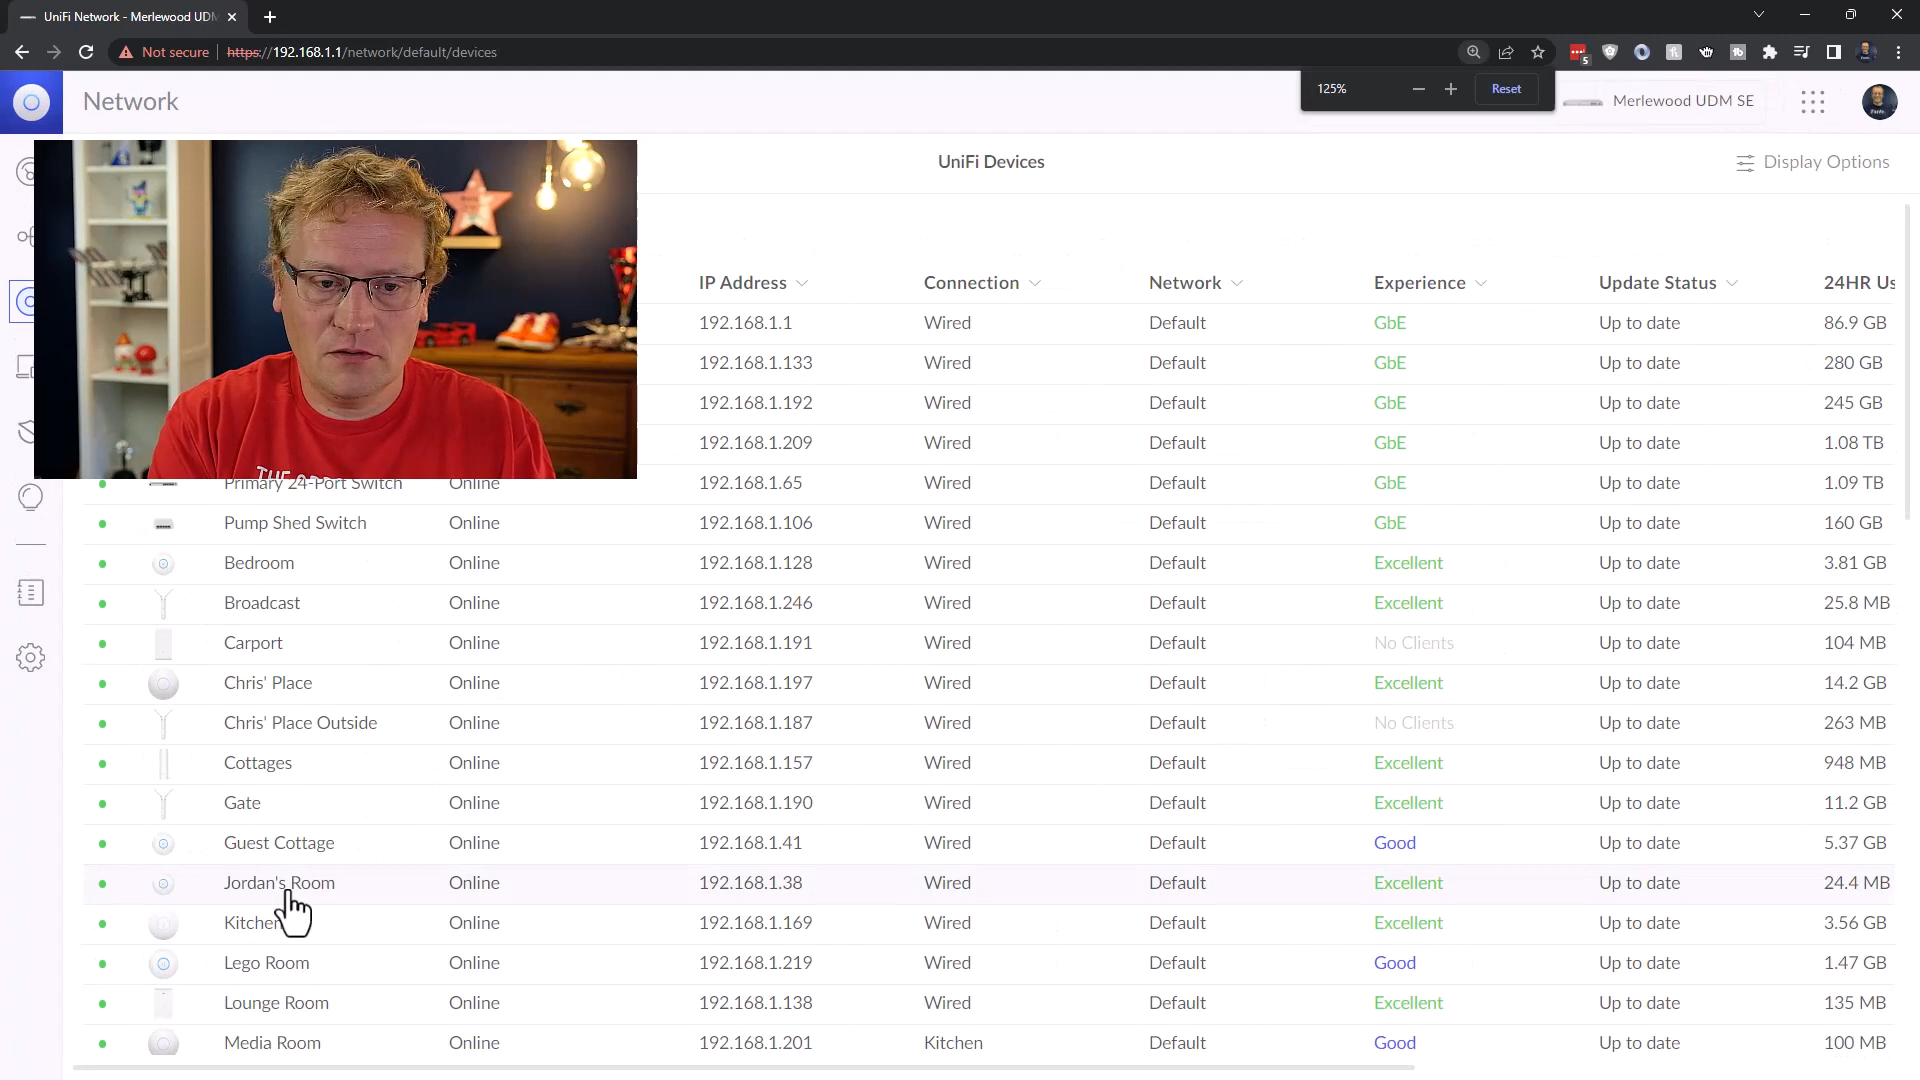 UniFi Network - Merlewood UDM
Not secure https://192.168.1.1/network/default/devices
5
125% Reset
Network
Merlewood UDM SE
UniFi Devices
Display Options
IP Address Connection Network Experience Update Status 24HR Us
192.168.1.1 Wired Default GbE Up to date 86.9 GB
192.168.1.133 Wired Default GbE Up to date 280 GB
192.168.1.192 Wired Default GbE Up to date 245 GB
192.168.1.209 Wired Default GbE Up to date 1.08 TB
Primary 24-Port Switch Online 192.168.1.65 Wired Default GbE Up to date 1.09 TB
Pump Shed Switch Online 192.168.1.106 Wired Default GbE Up to date 160 GB
Bedroom Online 192.168.1.128 Wired Default Excellent Up to date 3.81 GB
Broadcast Online 192.168.1.246 Wired Default Excellent Up to date 25.8 MB
Carport Online 192.168.1.191 Wired Default No Clients Up to date 104 MB
Chris' Place Online 192.168.1.197 Wired Default Excellent Up to date 14.2 GB
Chris' Place Outside Online 192.168.1.187 Wired Default No Clients Up to date 263 MB
Cottages Online 192.168.1.157 Wired Default Excellent Up to date 948 MB
Gate Online 192.168.1.190 Wired Default Excellent Up to date 11.2 GB
Guest Cottage Online 192.168.1.41 Wired Default Good Up to date 5.37 GB
Jordan's Room Online 192.168.1.38 Wired Default Excellent Up to date 24.4 MB
Kitchen Online 192.168.1.169 Wired Default Excellent Up to date 3.56 GB
Lego Room Online 192.168.1.219 Wired Default Good Up to date 1.47 GB
Lounge Room Online 192.168.1.138 Wired Default Excellent Up to date 135 MB
Media Room Online 192.168.1.201 Kitchen Default Good Up to date 100 MB